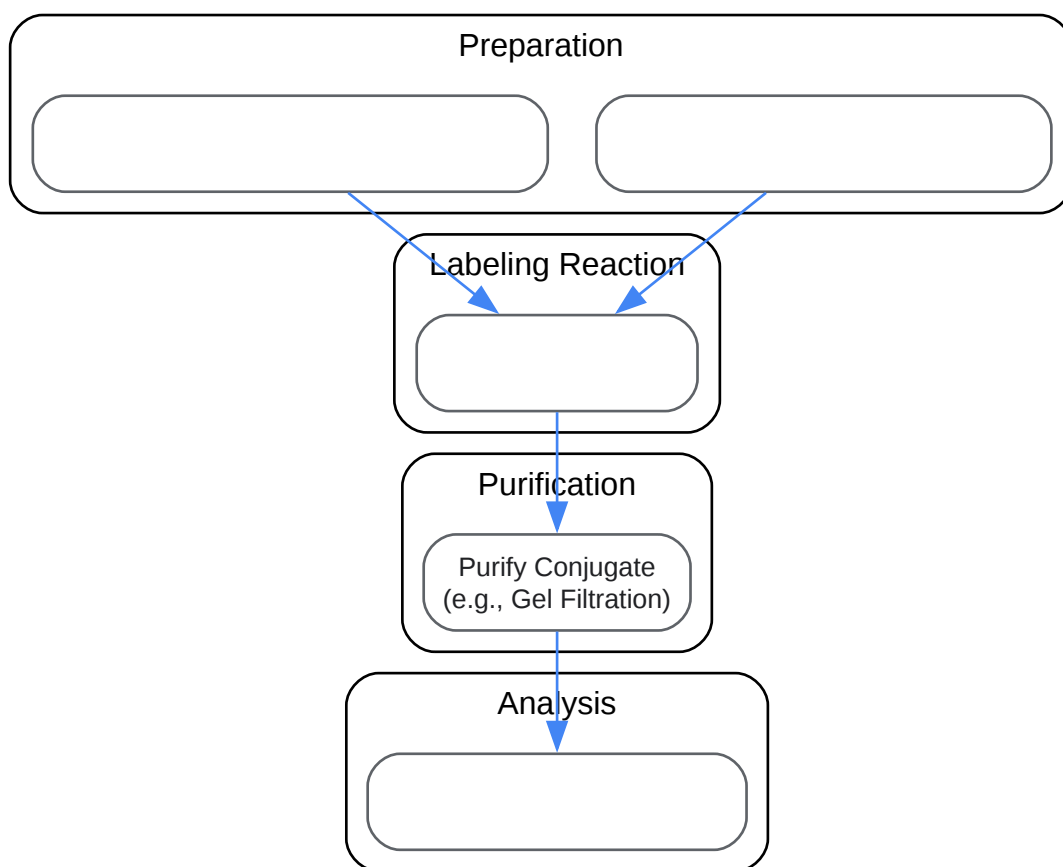 Preparation
Labeling Reaction
Purification
Purify Conjugate
(e.g., Gel Filtration)
Analysis